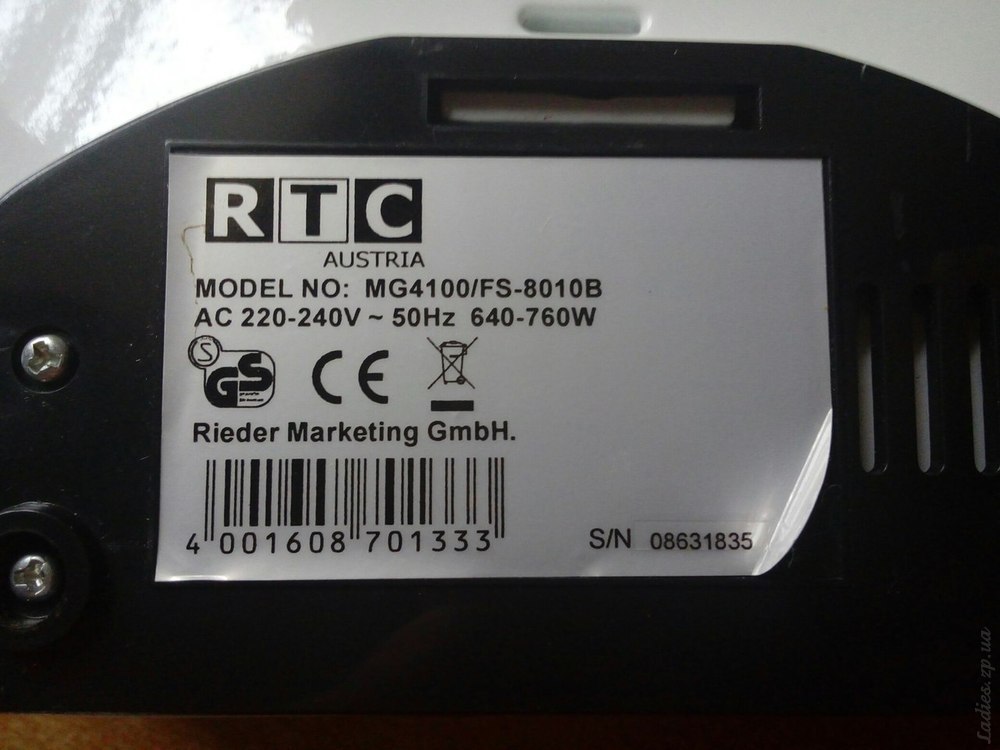 RTC
AUSTRIA
MODEL NO: MG4100/FS-8010B
AC 220-240V ~ 50Hz 640-760W
S
GS
CE
Rieder Marketing GmbH.
4 001608 701333
S/N 08631835
Ladies.zp.ua